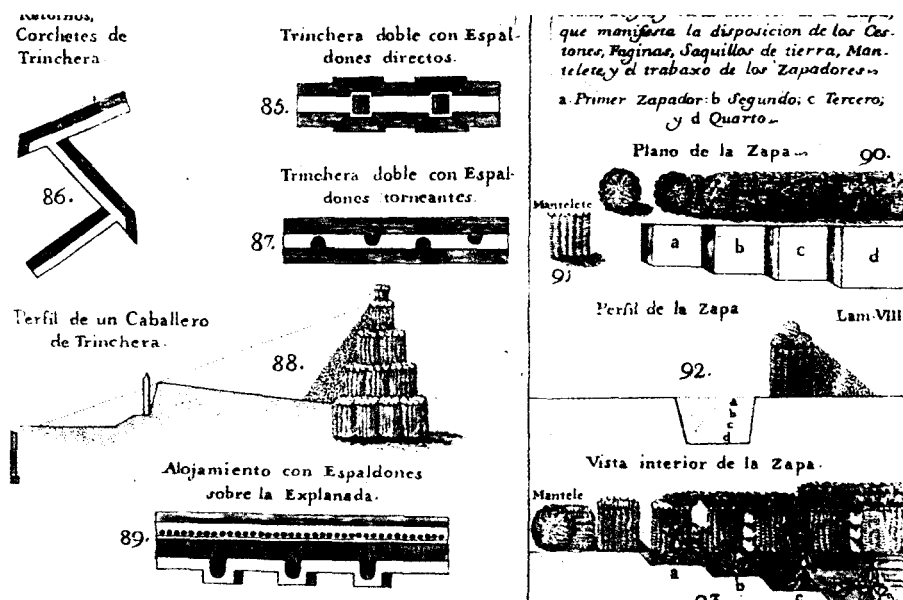 Retornos,
Corchetes de
Trinchera.
86.
Trinchera doble con Espal-
dones directos.
85.
Trinchera doble con Espal-
dones torneantes.
87.
Perfil de un Caballero
de Trinchera.
88.
Alojamiento con Espaldones
sobre la Explanada.
89.
que manifiesta la disposicion de los Ces-
tones, Faginas, Saquillos de tierra, Man-
telete, y el trabaxo de los Zapadores.
a. Primer Zapador: b Segundo; c Tercero;
y d Quarto.
Plano de la Zapa.
90.
Mantelete
a b c d
91
Perfil de la Zapa
Lam. VIII
92.
a
b
c
d
Vista interior de la Zapa.
Mantele
a
b
c
93